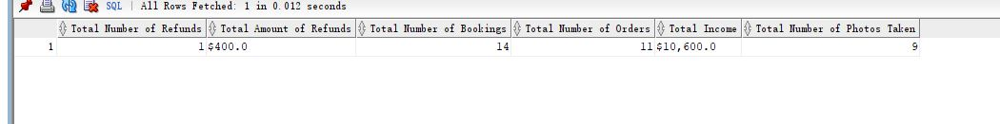 SQL | All Rows Fetched: 1 in 0.012 seconds
Total Number of Refunds Total Amount of Refunds Total Number of Bookings Total Number of Orders Total Income Total Number of Photos Taken
1 1 $400.0 14 11 $10,600.0 9